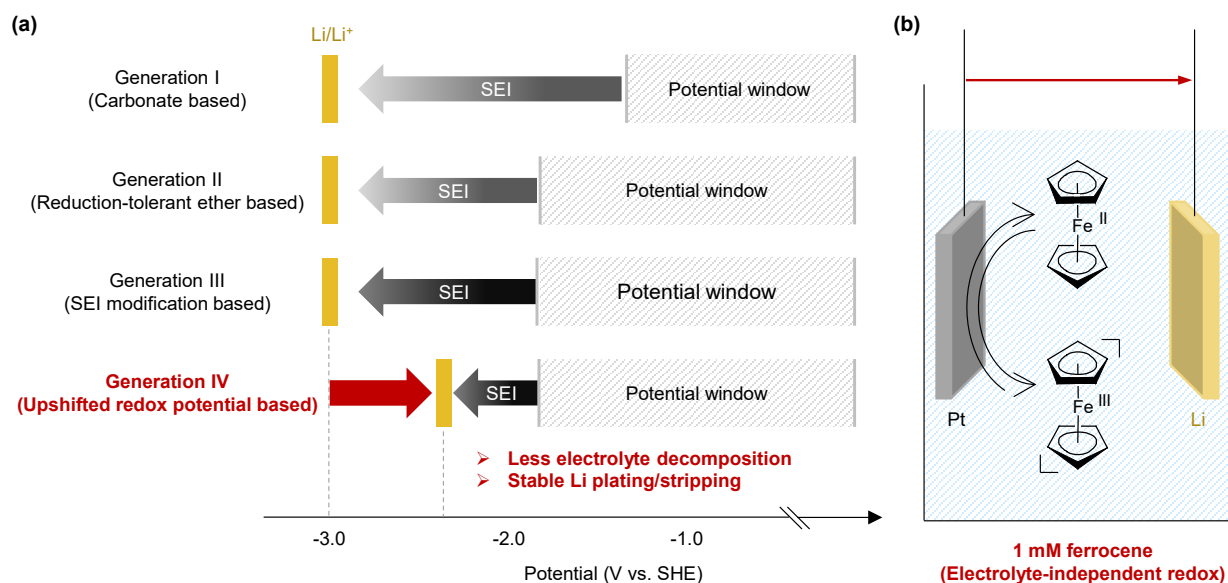 (a)
Li/Li⁺
Generation I
(Carbonate based)
SEI
Potential window
Generation II
(Reduction-tolerant ether based)
SEI
Potential window
Generation III
(SEI modification based)
SEI
Potential window
Generation IV
(Upshifted redox potential based)
SEI
Potential window
➢ Less electrolyte decomposition
➢ Stable Li plating/stripping
-3.0 -2.0 -1.0
Potential (V vs. SHE)
(b)
Fe II
Fe III
Pt
Li
1 mM ferrocene
(Electrolyte-independent redox)